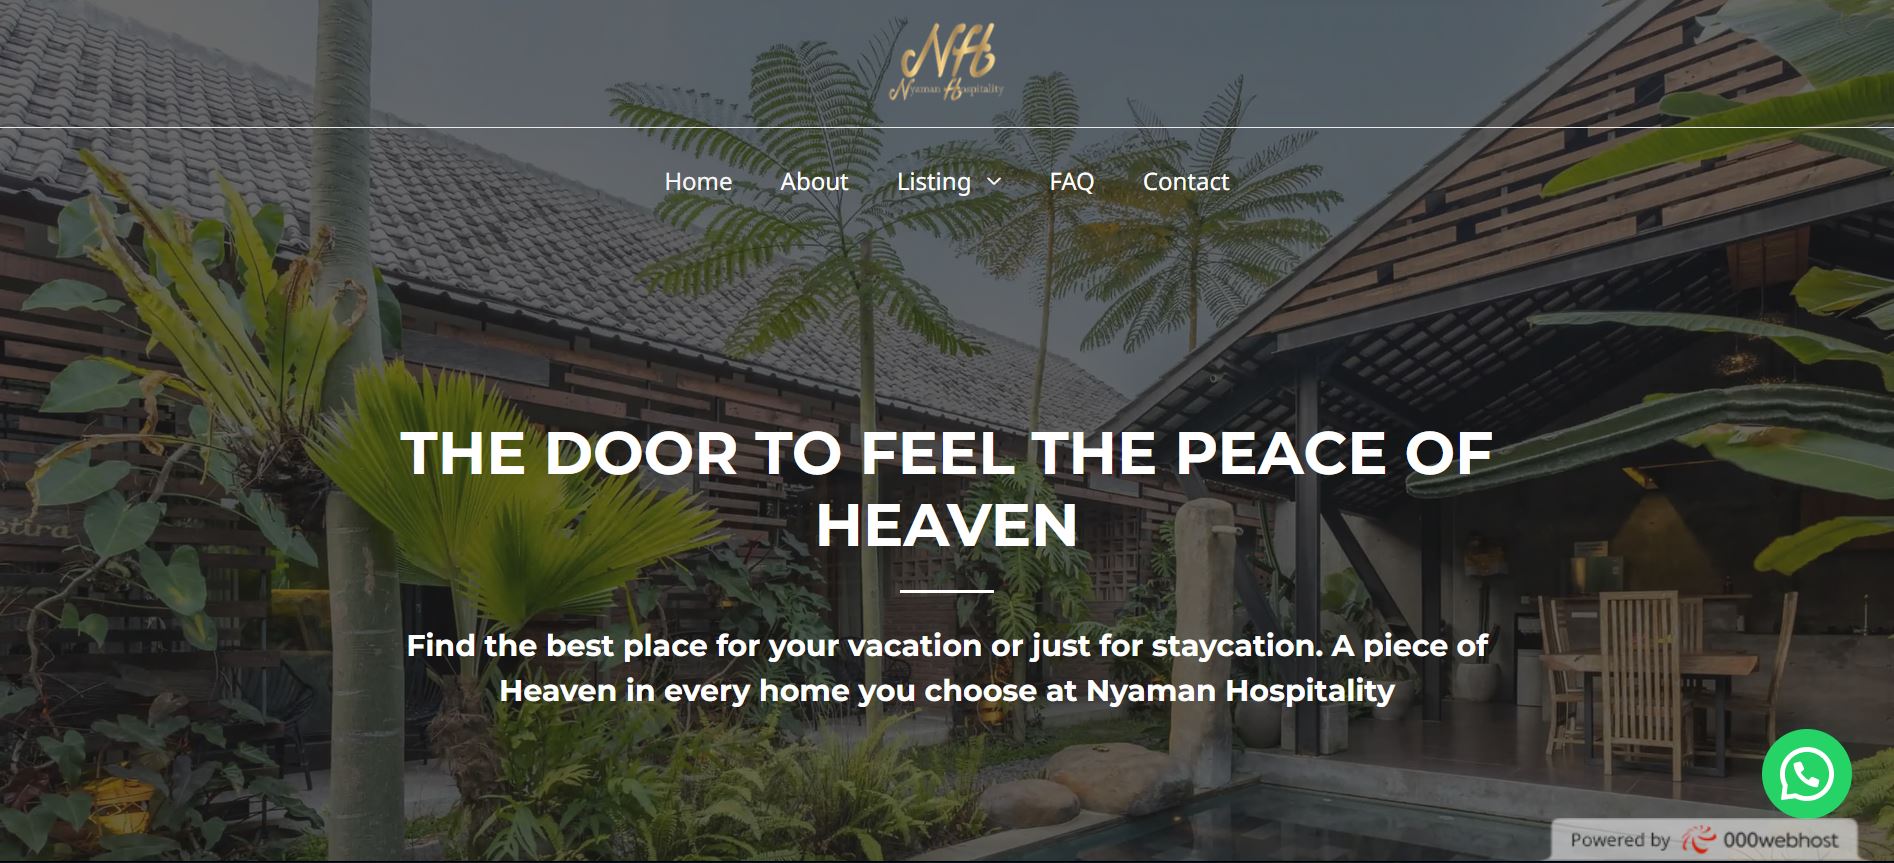 NH
Nyaman Hospitality
Home About Listing FAQ Contact
THE DOOR TO FEEL THE PEACE OF
HEAVEN
stira
Find the best place for your vacation or just for staycation. A piece of
Heaven in every home you choose at Nyaman Hospitality
Powered by 000webhost